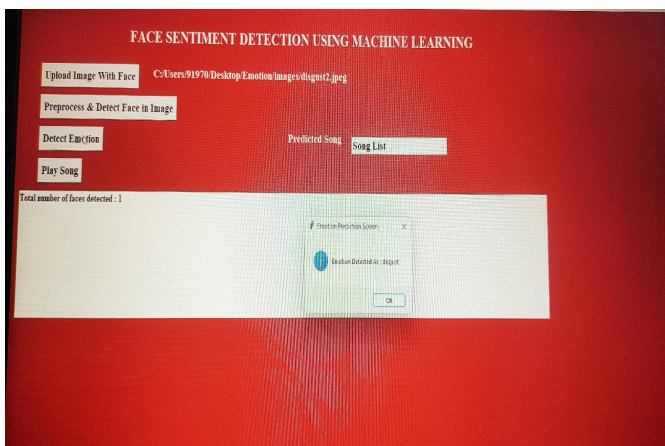 FACE SENTIMENT DETECTION USING MACHINE LEARNING
Upload Image With Face C:/Users/91970/Desktop/Emotion/images/disgust2.jpeg
Preprocess & Detect Face in Image
Detect Emotion
Predicted Song Song List
Play Song
Total number of faces detected : 1
Emotion Prediction Screen X
Emotion Detected As : disgust
OK